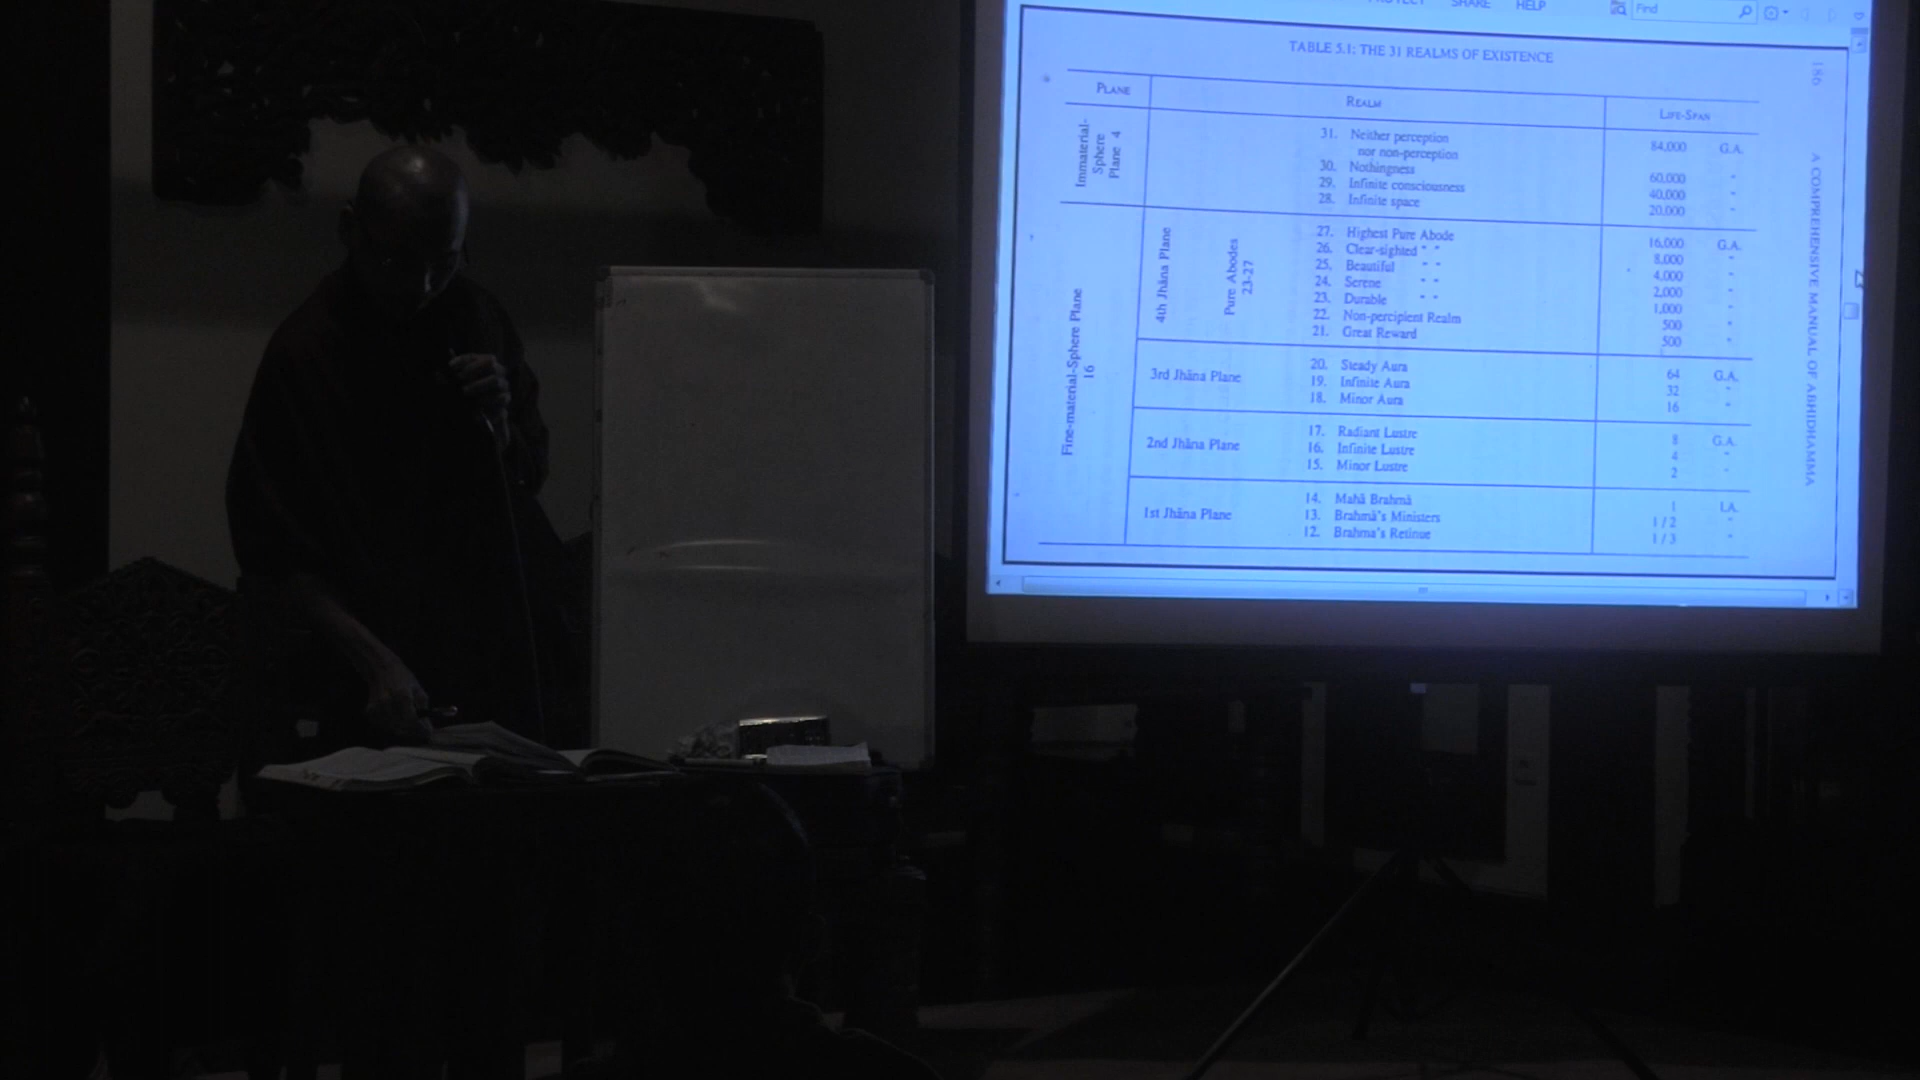 SHARE HELP
Find
TABLE 5.1: THE 31 REALMS OF EXISTENCE
186
PLANE REALM LIFE-SPAN
Immaterial-
Sphere
Plane 4
31. Neither perception 84,000 G.A.
nor non-perception
30. Nothingness 60,000 "
29. Infinite consciousness 40,000 "
28. Infinite space 20,000 "
Fine-material-Sphere Plane
16
4th Jhāna Plane
Pure Abodes
23-27
27. Highest Pure Abode 16,000 G.A.
26. Clear-sighted " " 8,000 "
25. Beautiful " " 4,000 "
24. Serene " " 2,000 "
23. Durable " " 1,000 "
22. Non-percipient Realm 500 "
21. Great Reward 500 "
3rd Jhāna Plane
20. Steady Aura 64 G.A.
19. Infinite Aura 32 "
18. Minor Aura 16 "
2nd Jhāna Plane
17. Radiant Lustre 8 G.A.
16. Infinite Lustre 4 "
15. Minor Lustre 2 "
1st Jhāna Plane
14. Mahā Brahmā 1 I.A.
13. Brahmā's Ministers 1/2 "
12. Brahma's Retinue 1/3 "
A COMPREHENSIVE MANUAL OF ABHIDHAMMA